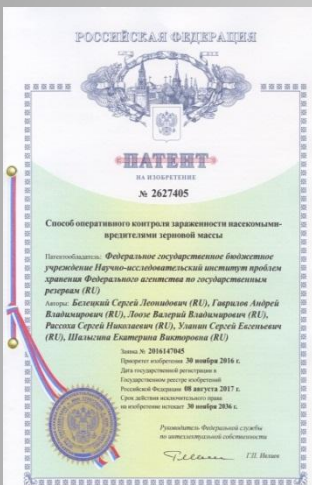 РОССИЙСКАЯ ФЕДЕРАЦИЯ
ПАТЕНТ
НА ИЗОБРЕТЕНИЕ
№ 2627405
Способ оперативного контроля зараженности насекомыми-
вредителями зерновой массы
Патентообладатель: Федеральное государственное бюджетное
учреждение Научно-исследовательский институт проблем
хранения Федерального агентства по государственным
резервам (RU)
Авторы: Белецкий Сергей Леонидович (RU), Гаврилов Андрей
Владимирович (RU), Лоозе Валерий Владимирович (RU),
Рассоха Сергей Николаевич (RU), Уланин Сергей Евгеньевич
(RU), Шалыгина Екатерина Викторовна (RU)
Заявка № 2016147045
Приоритет изобретения 30 ноября 2016 г.
Дата государственной регистрации в
Государственном реестре изобретений
Российской Федерации 08 августа 2017 г.
Срок действия исключительного права
на изобретение истекает 30 ноября 2036 г.
Руководитель Федеральной службы
по интеллектуальной собственности
Г.П. Ивлиев